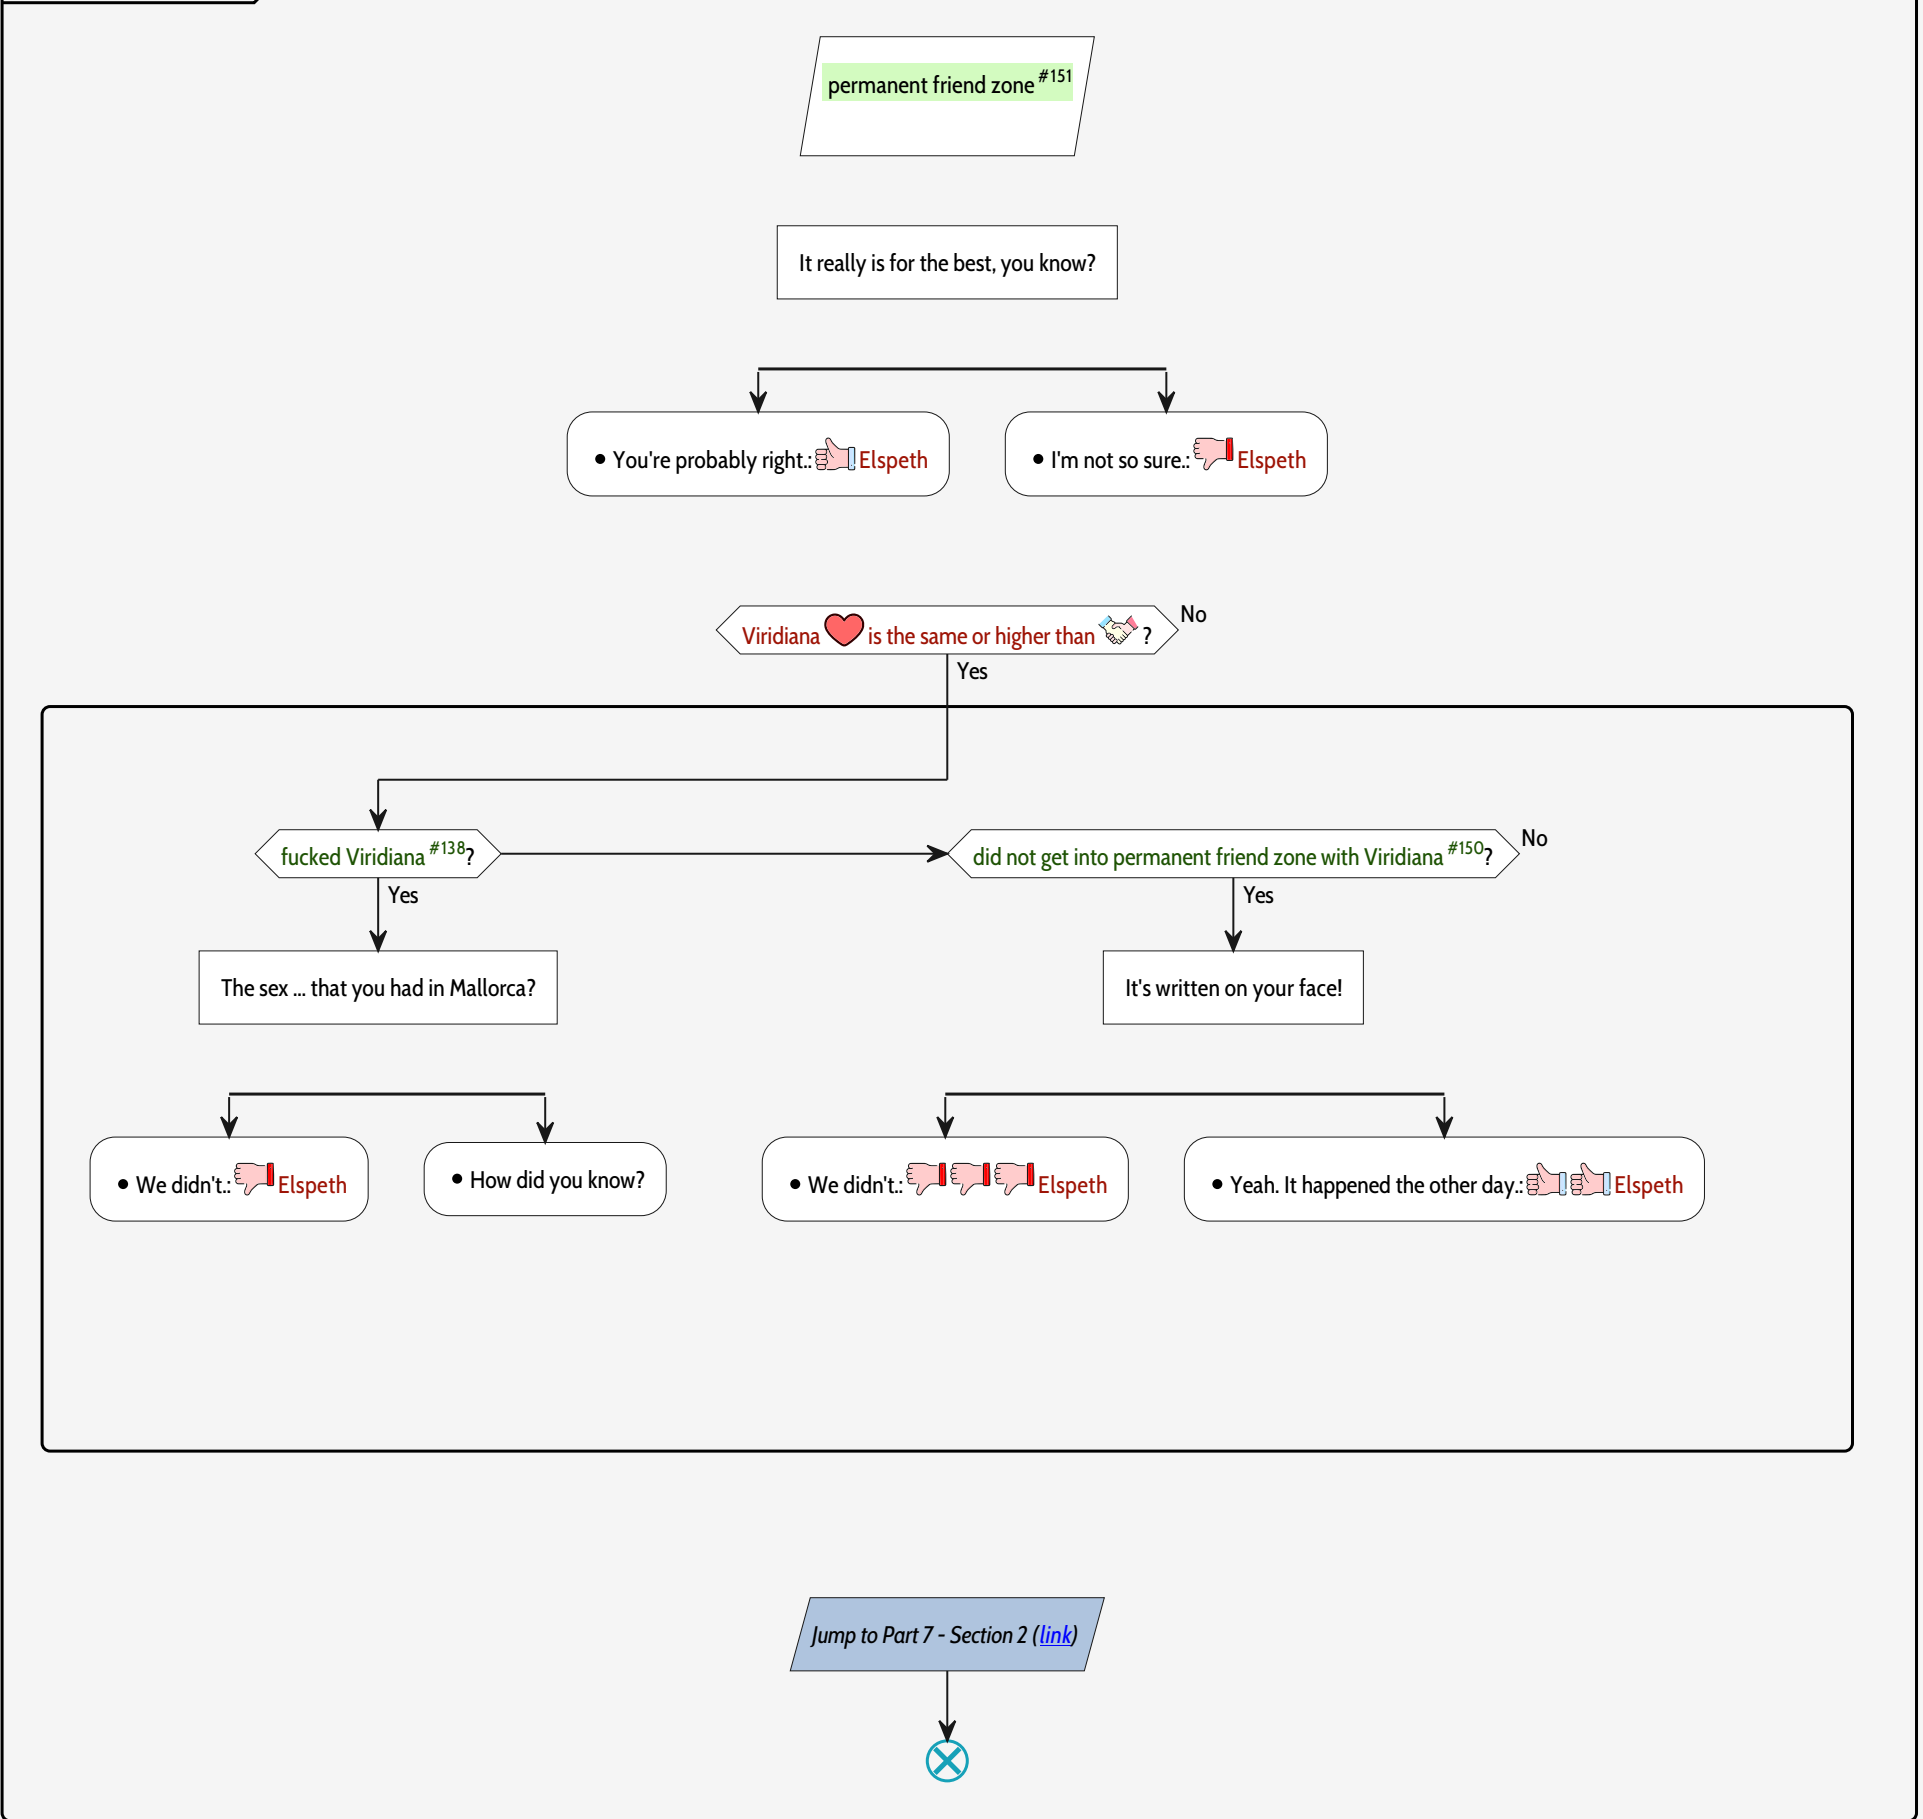 permanent friend zone #151
It really is for the best, you know?
• You're probably right.: Elspeth
• I'm not so sure.: Elspeth
Viridiana is the same or higher than ?
No
Yes
fucked Viridiana #138?
did not get into permanent friend zone with Viridiana #150?
No
Yes
Yes
The sex ... that you had in Mallorca?
It's written on your face!
• We didn't.: Elspeth
• How did you know?
• We didn't.: Elspeth
• Yeah. It happened the other day.: Elspeth
Jump to Part 7 - Section 2 (link)